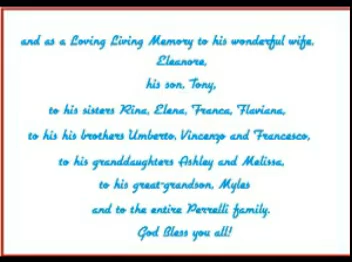 and as a Loving Living Memory to his wonderful wife,
Eleanore,
his son, Tony,
to his sisters Rina, Elena, Franca, Flaviana,
to his his brothers Umberto, Vincenzo and Francesco,
to his granddaughters Ashley and Melissa,
to his great-grandson, Myles
and to the entire Perrelli family.
God Bless you all!